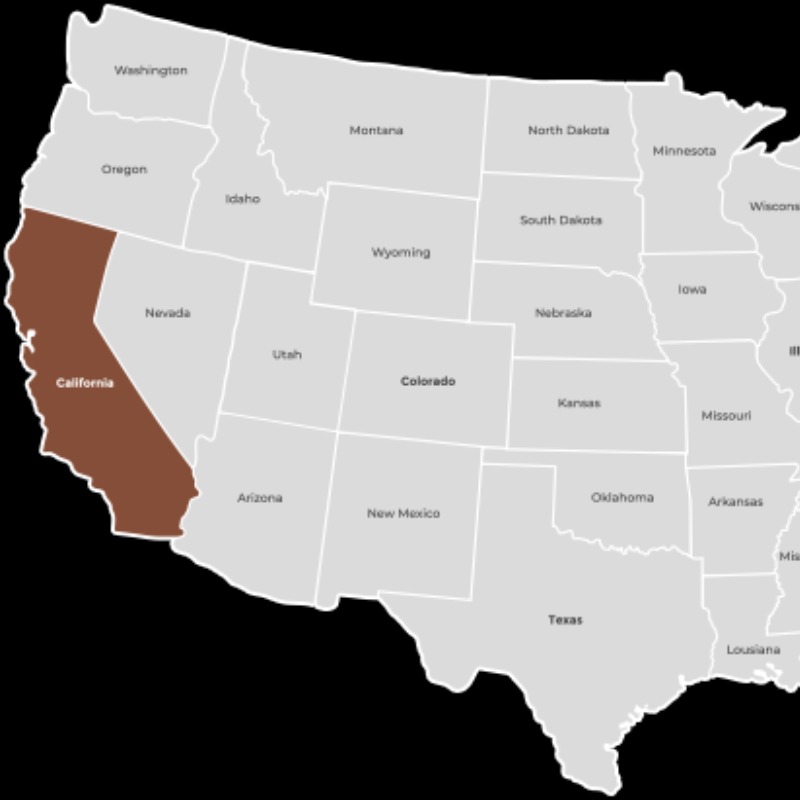 Washington
Montana
North Dakota
Minnesota
Oregon
Idaho
Wiscons
South Dakota
Wyoming
Iowa
Nevada
Nebraska
Ill
Utah
California
Colorado
Kansas
Missouri
Arizona
New Mexico
Oklahoma
Arkansas
Mis
Texas
Lousiana